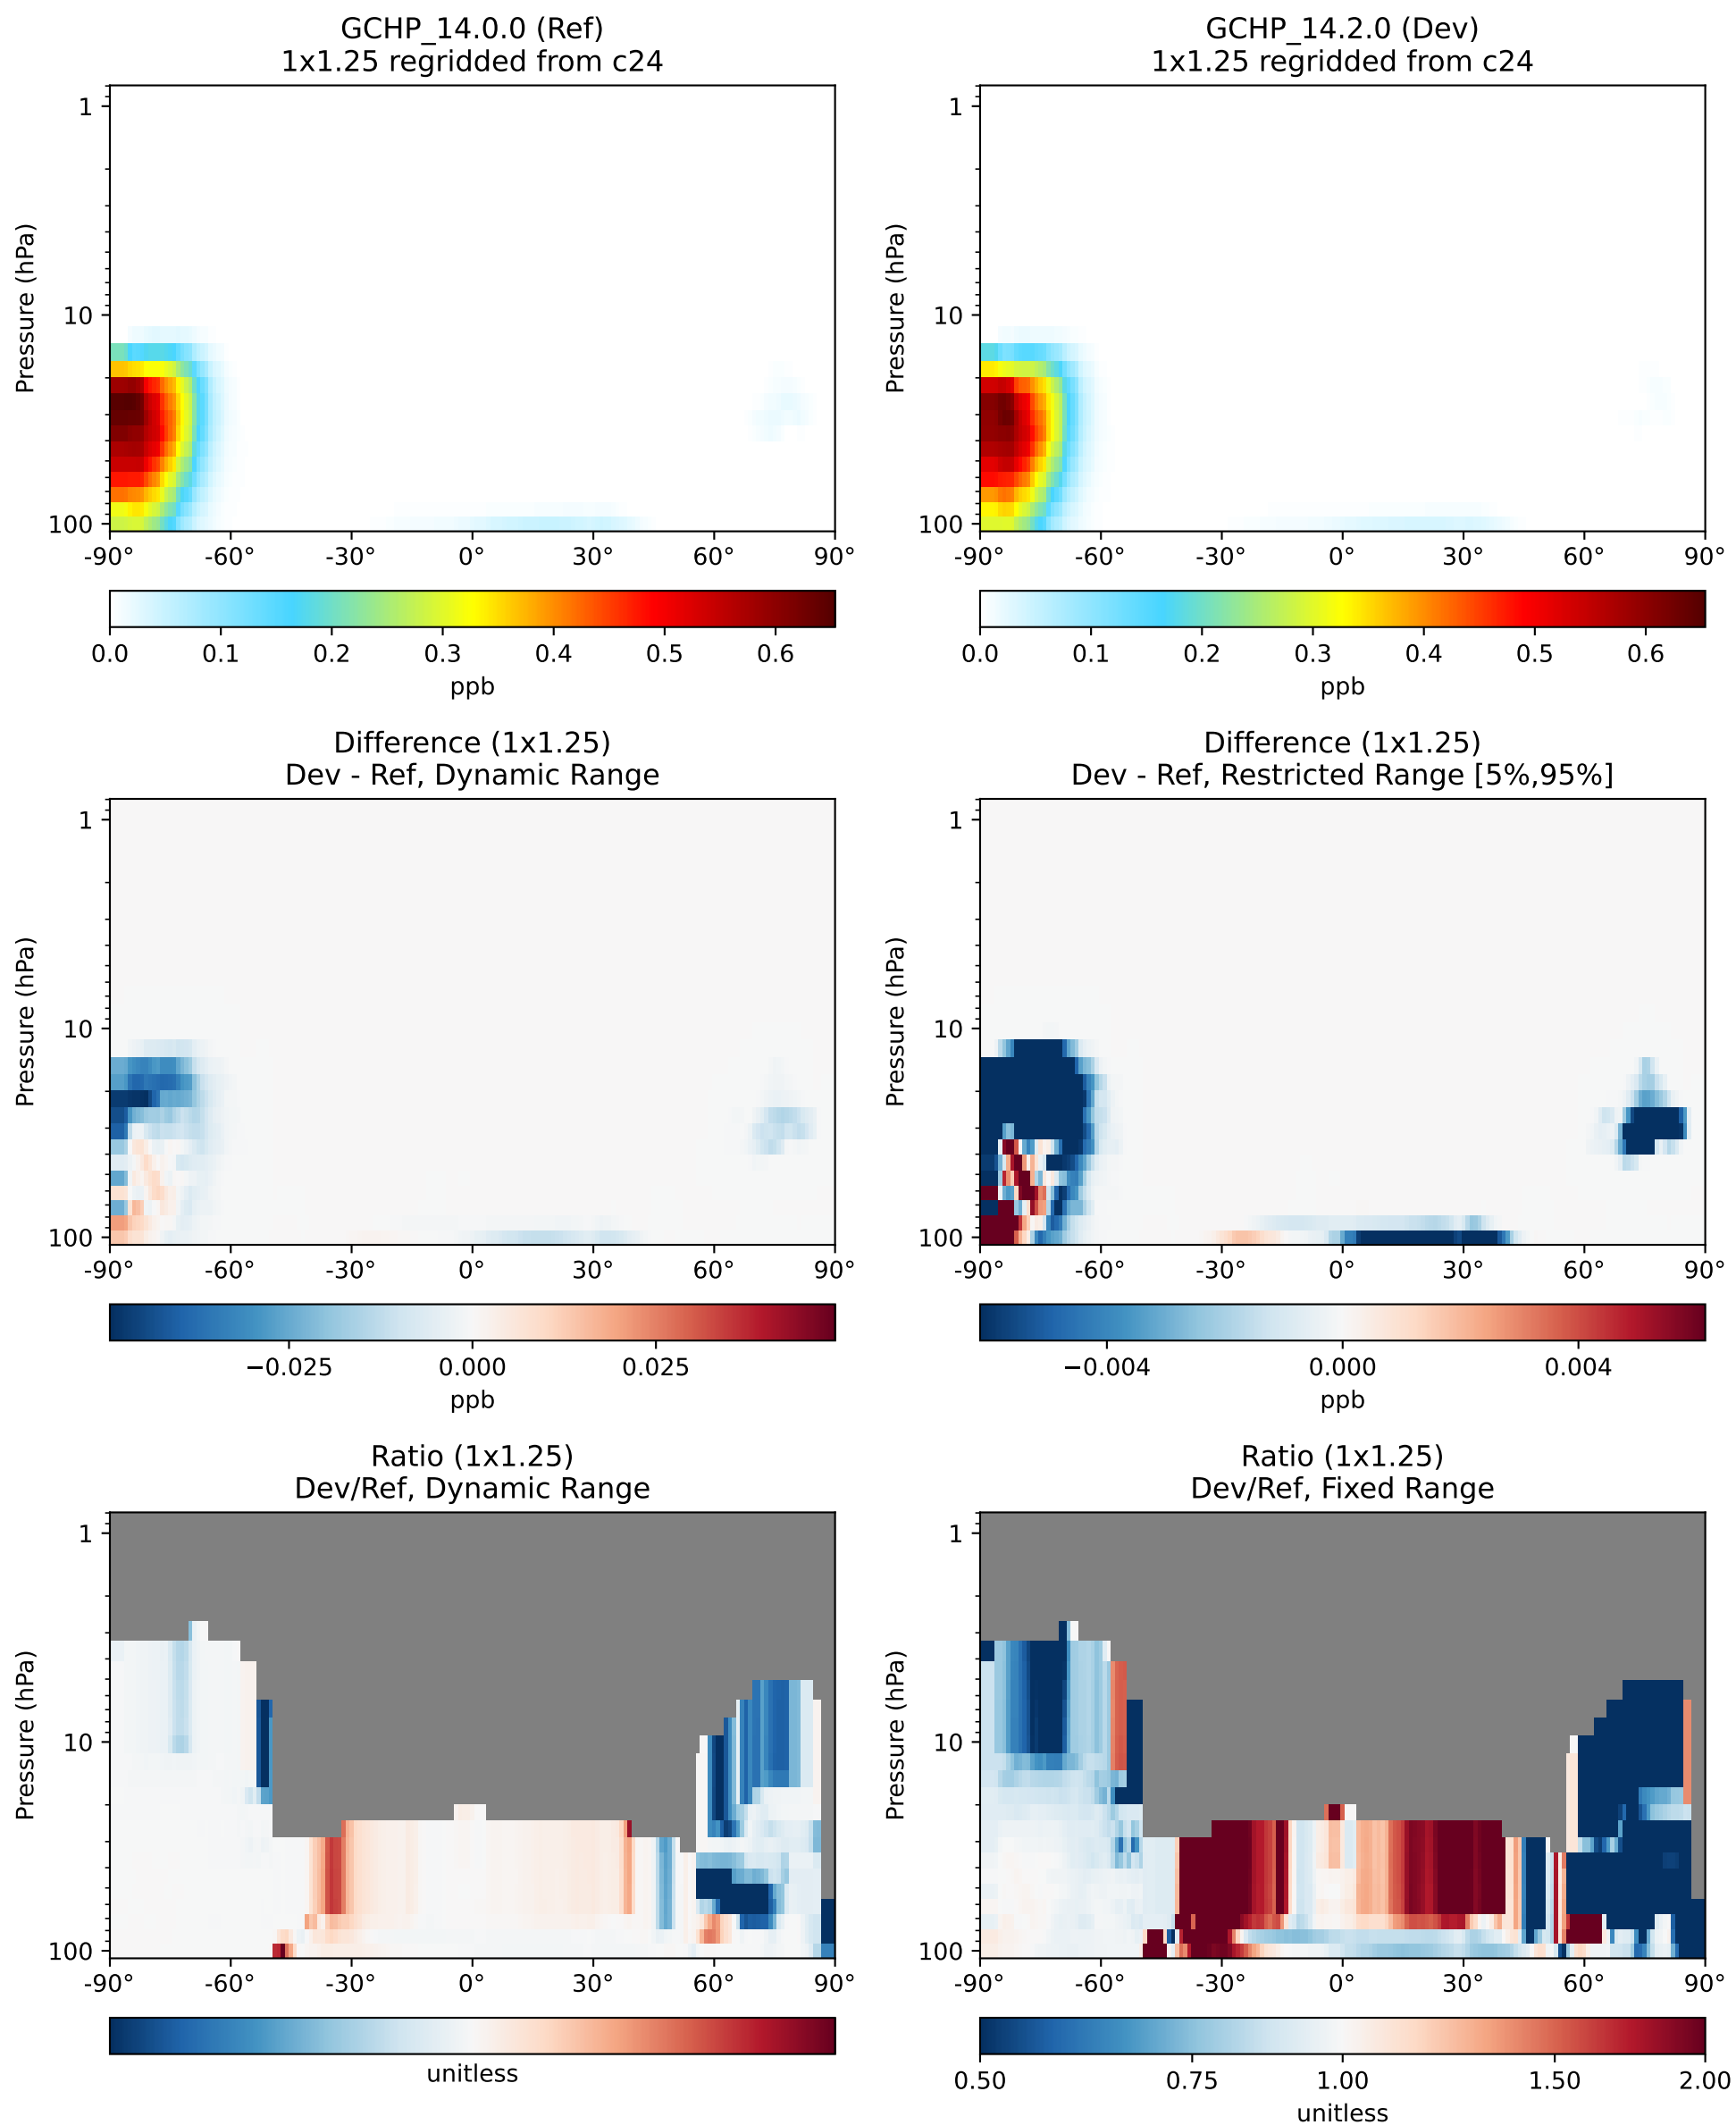 GCHP_14.0.0 (Ref)
1x1.25 regridded from c24
GCHP_14.2.0 (Dev)
1x1.25 regridded from c24
Pressure (hPa)
1
10
100
-90° -60° -30° 0° 30° 60° 90°
0.0 0.1 0.2 0.3 0.4 0.5 0.6
ppb
Pressure (hPa)
1
10
100
-90° -60° -30° 0° 30° 60° 90°
0.0 0.1 0.2 0.3 0.4 0.5 0.6
ppb
Difference (1x1.25)
Dev - Ref, Dynamic Range
Difference (1x1.25)
Dev - Ref, Restricted Range [5%,95%]
Pressure (hPa)
1
10
100
-90° -60° -30° 0° 30° 60° 90°
−0.025 0.000 0.025
ppb
Pressure (hPa)
1
10
100
-90° -60° -30° 0° 30° 60° 90°
−0.004 0.000 0.004
ppb
Ratio (1x1.25)
Dev/Ref, Dynamic Range
Ratio (1x1.25)
Dev/Ref, Fixed Range
Pressure (hPa)
1
10
100
-90° -60° -30° 0° 30° 60° 90°
unitless
Pressure (hPa)
1
10
100
-90° -60° -30° 0° 30° 60° 90°
0.50 0.75 1.00 1.50 2.00
unitless